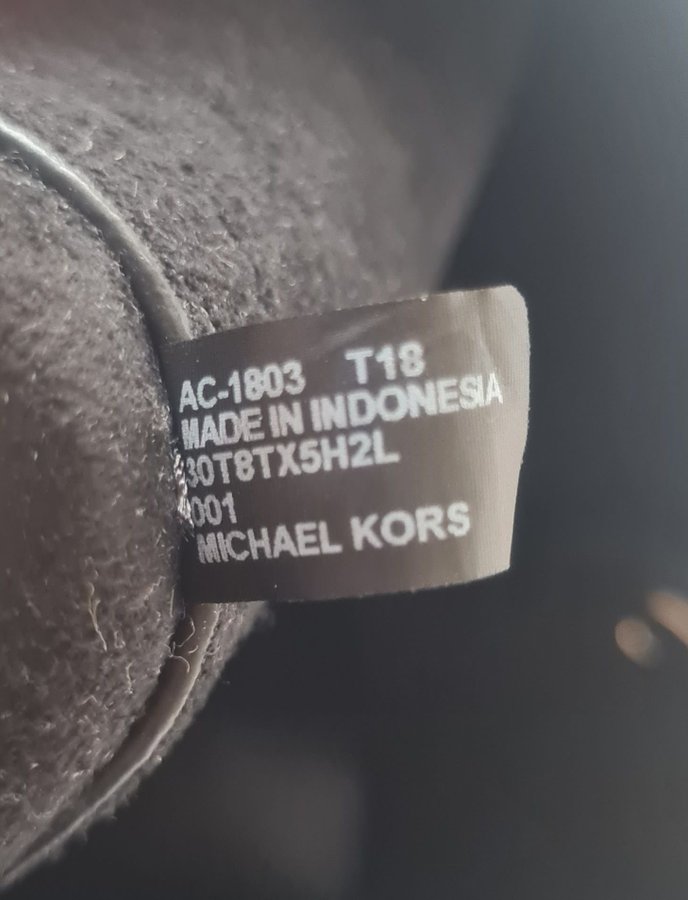 AC-1803 T18
MADE IN INDONESIA
30T8TX5H2L
001
MICHAEL KORS